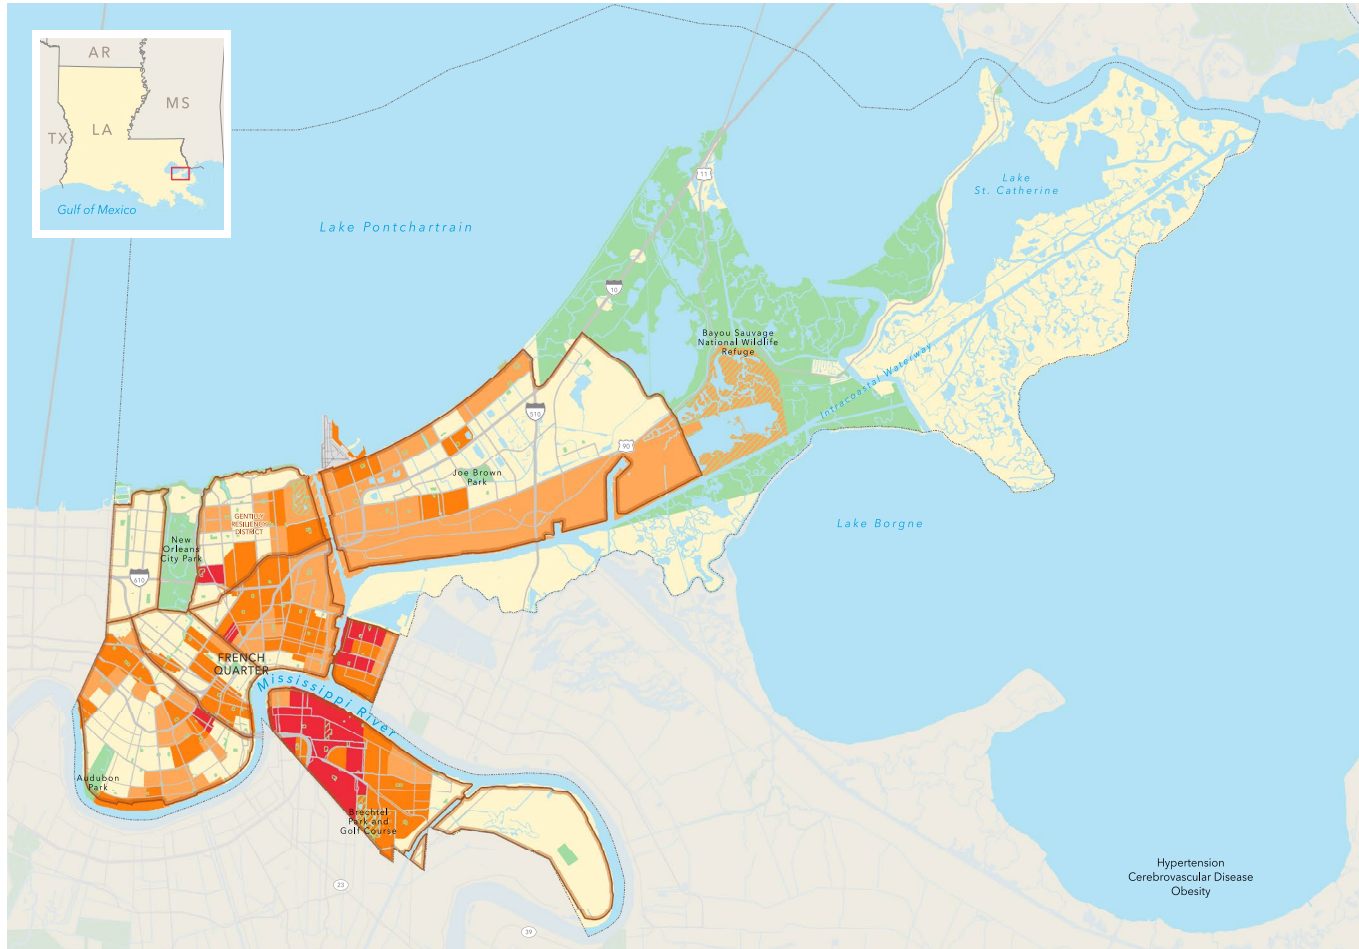 AR
MS
TX
LA
Gulf of Mexico
Lake Pontchartrain
11
Lake
St. Catherine
10
Bayou Sauvage
National Wildlife
Refuge
Intracoastal Waterway
510
90
Joe Brown
Park
GENTILLY
RESILIENCY
DISTRICT
Lake Borgne
New
Orleans
City Park
610
FRENCH
QUARTER
Mississippi River
Audubon
Park
Brechtel
Park and
Golf Course
23
39
Hypertension
Cerebrovascular Disease
Obesity